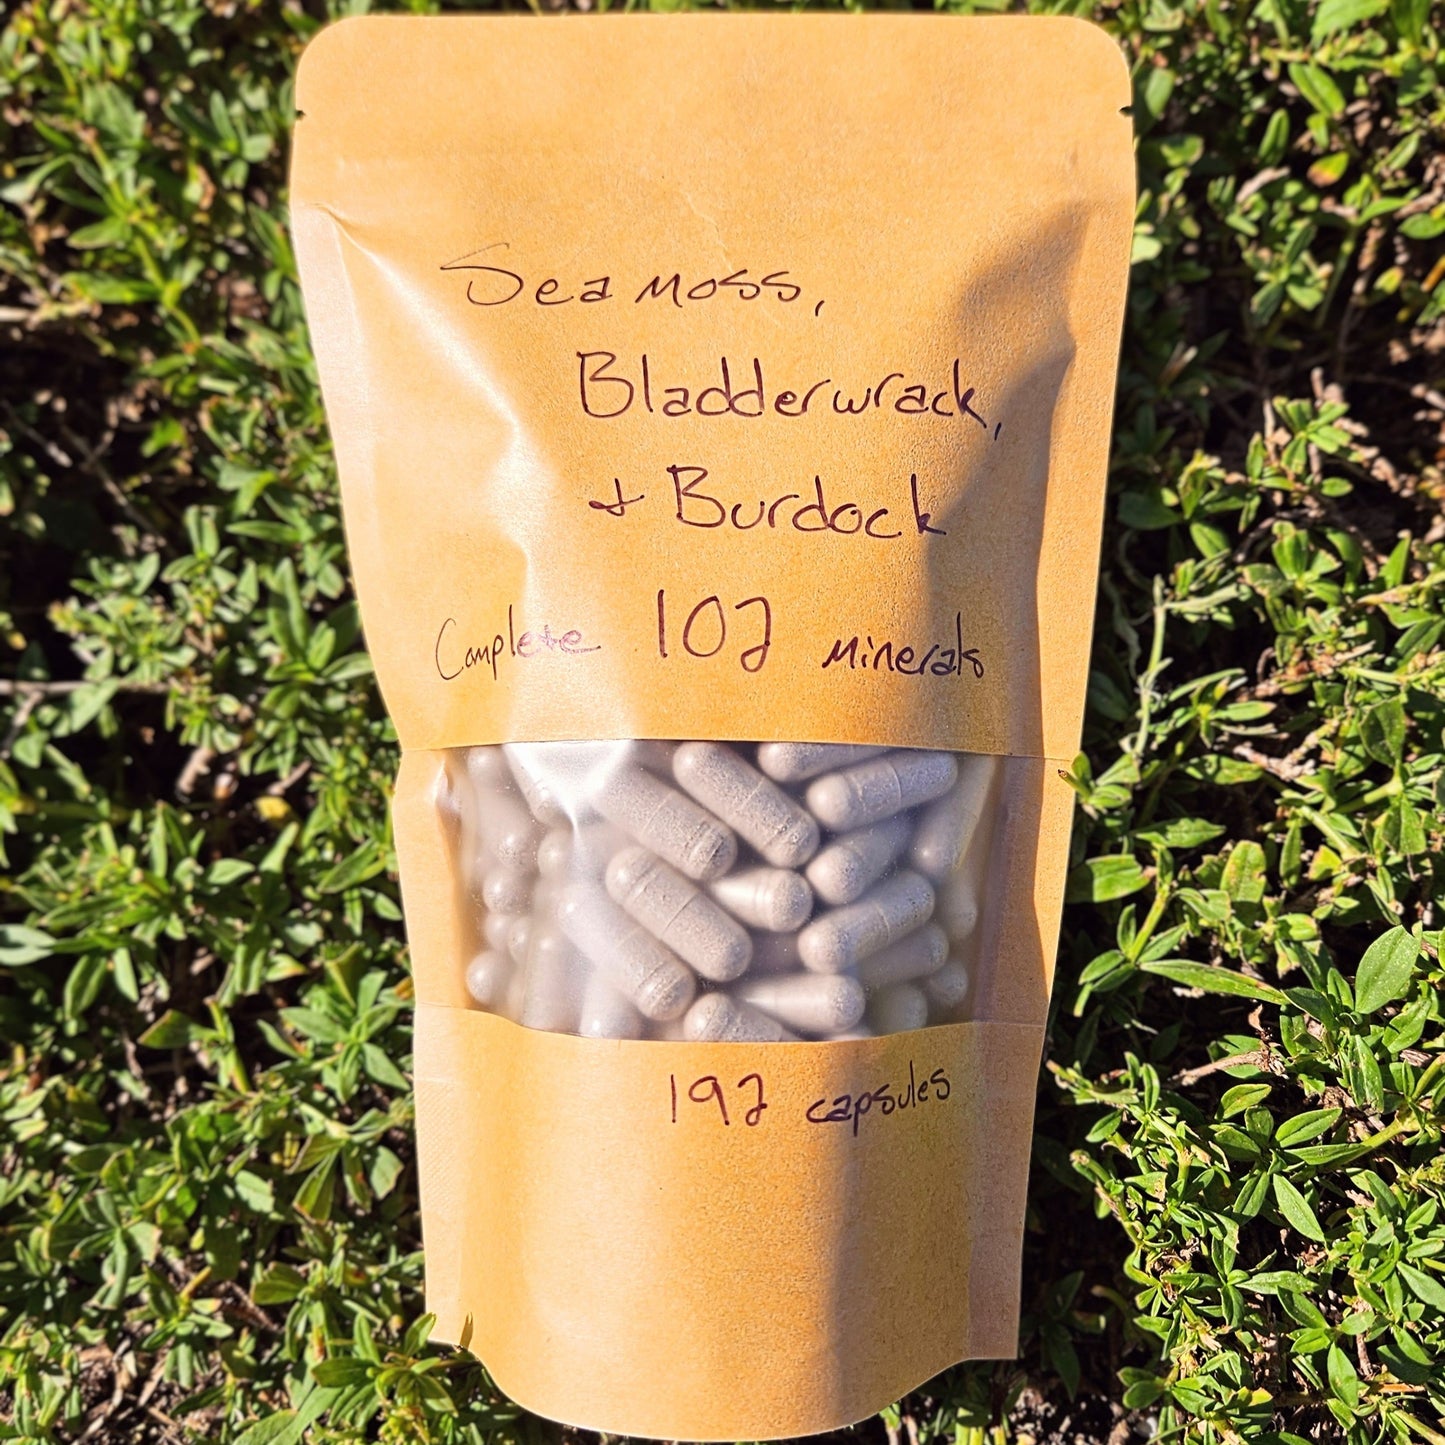 Sea moss,
Bladderwrack,
+ Burdock
Complete 102 minerals
192 capsules